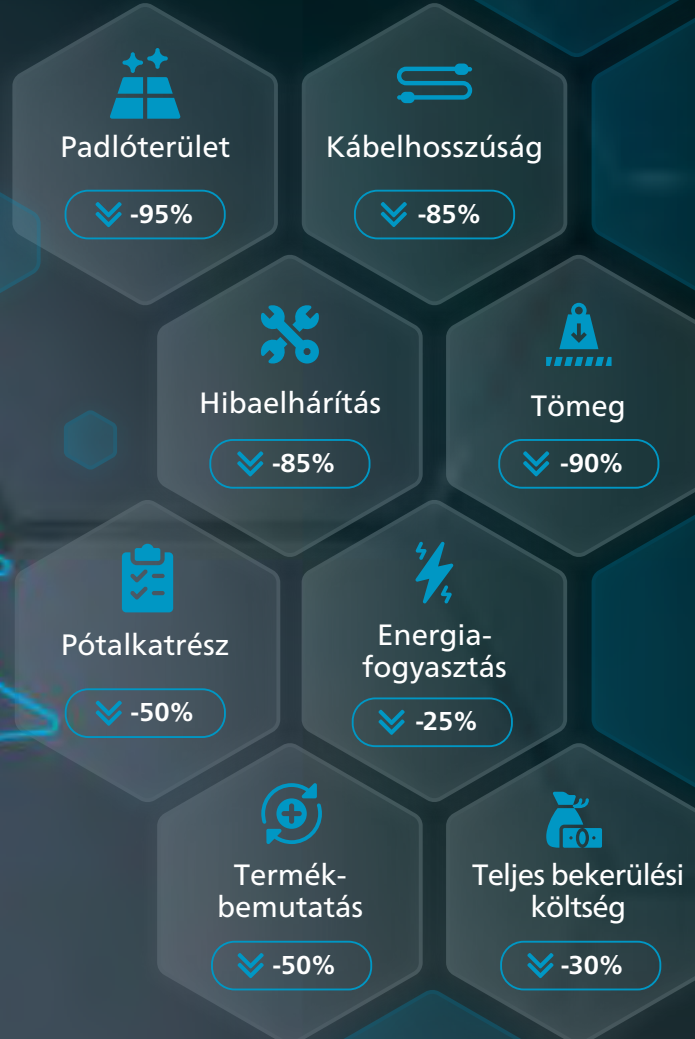 Padlóterület
-95%
Kábelhosszúság
-85%
Hibaelhárítás
-85%
Tömeg
-90%
Pótalkatrész
-50%
Energia-
fogyasztás
-25%
Termék-
bemutatás
-50%
Teljes bekerülési
költség
-30%